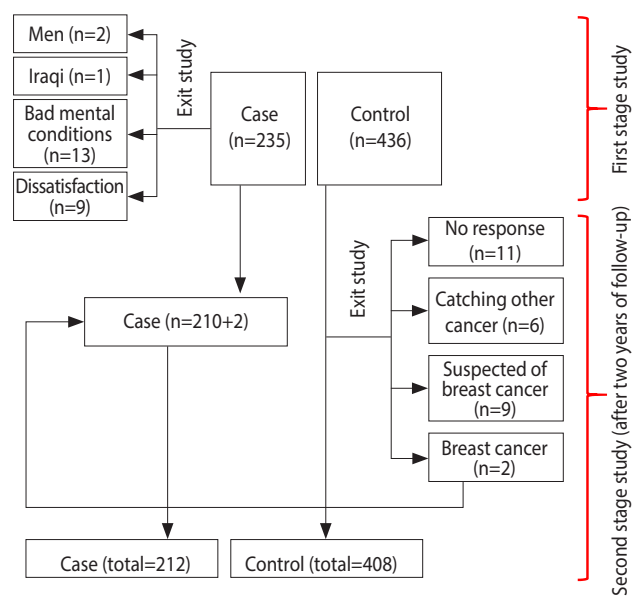 Men (n=2)
Iraqi (n=1)
Bad mental
conditions
(n=13)
Dissatisfaction
(n=9)
Exit study
Case
(n=235)
Control
(n=436)
First stage study
No response
(n=11)
Catching other
cancer (n=6)
Suspected of
breast cancer
(n=9)
Breast cancer
(n=2)
Exit study
Case (n=210+2)
Case (total=212)
Control (total=408)
Second stage study (after two years of follow-up)